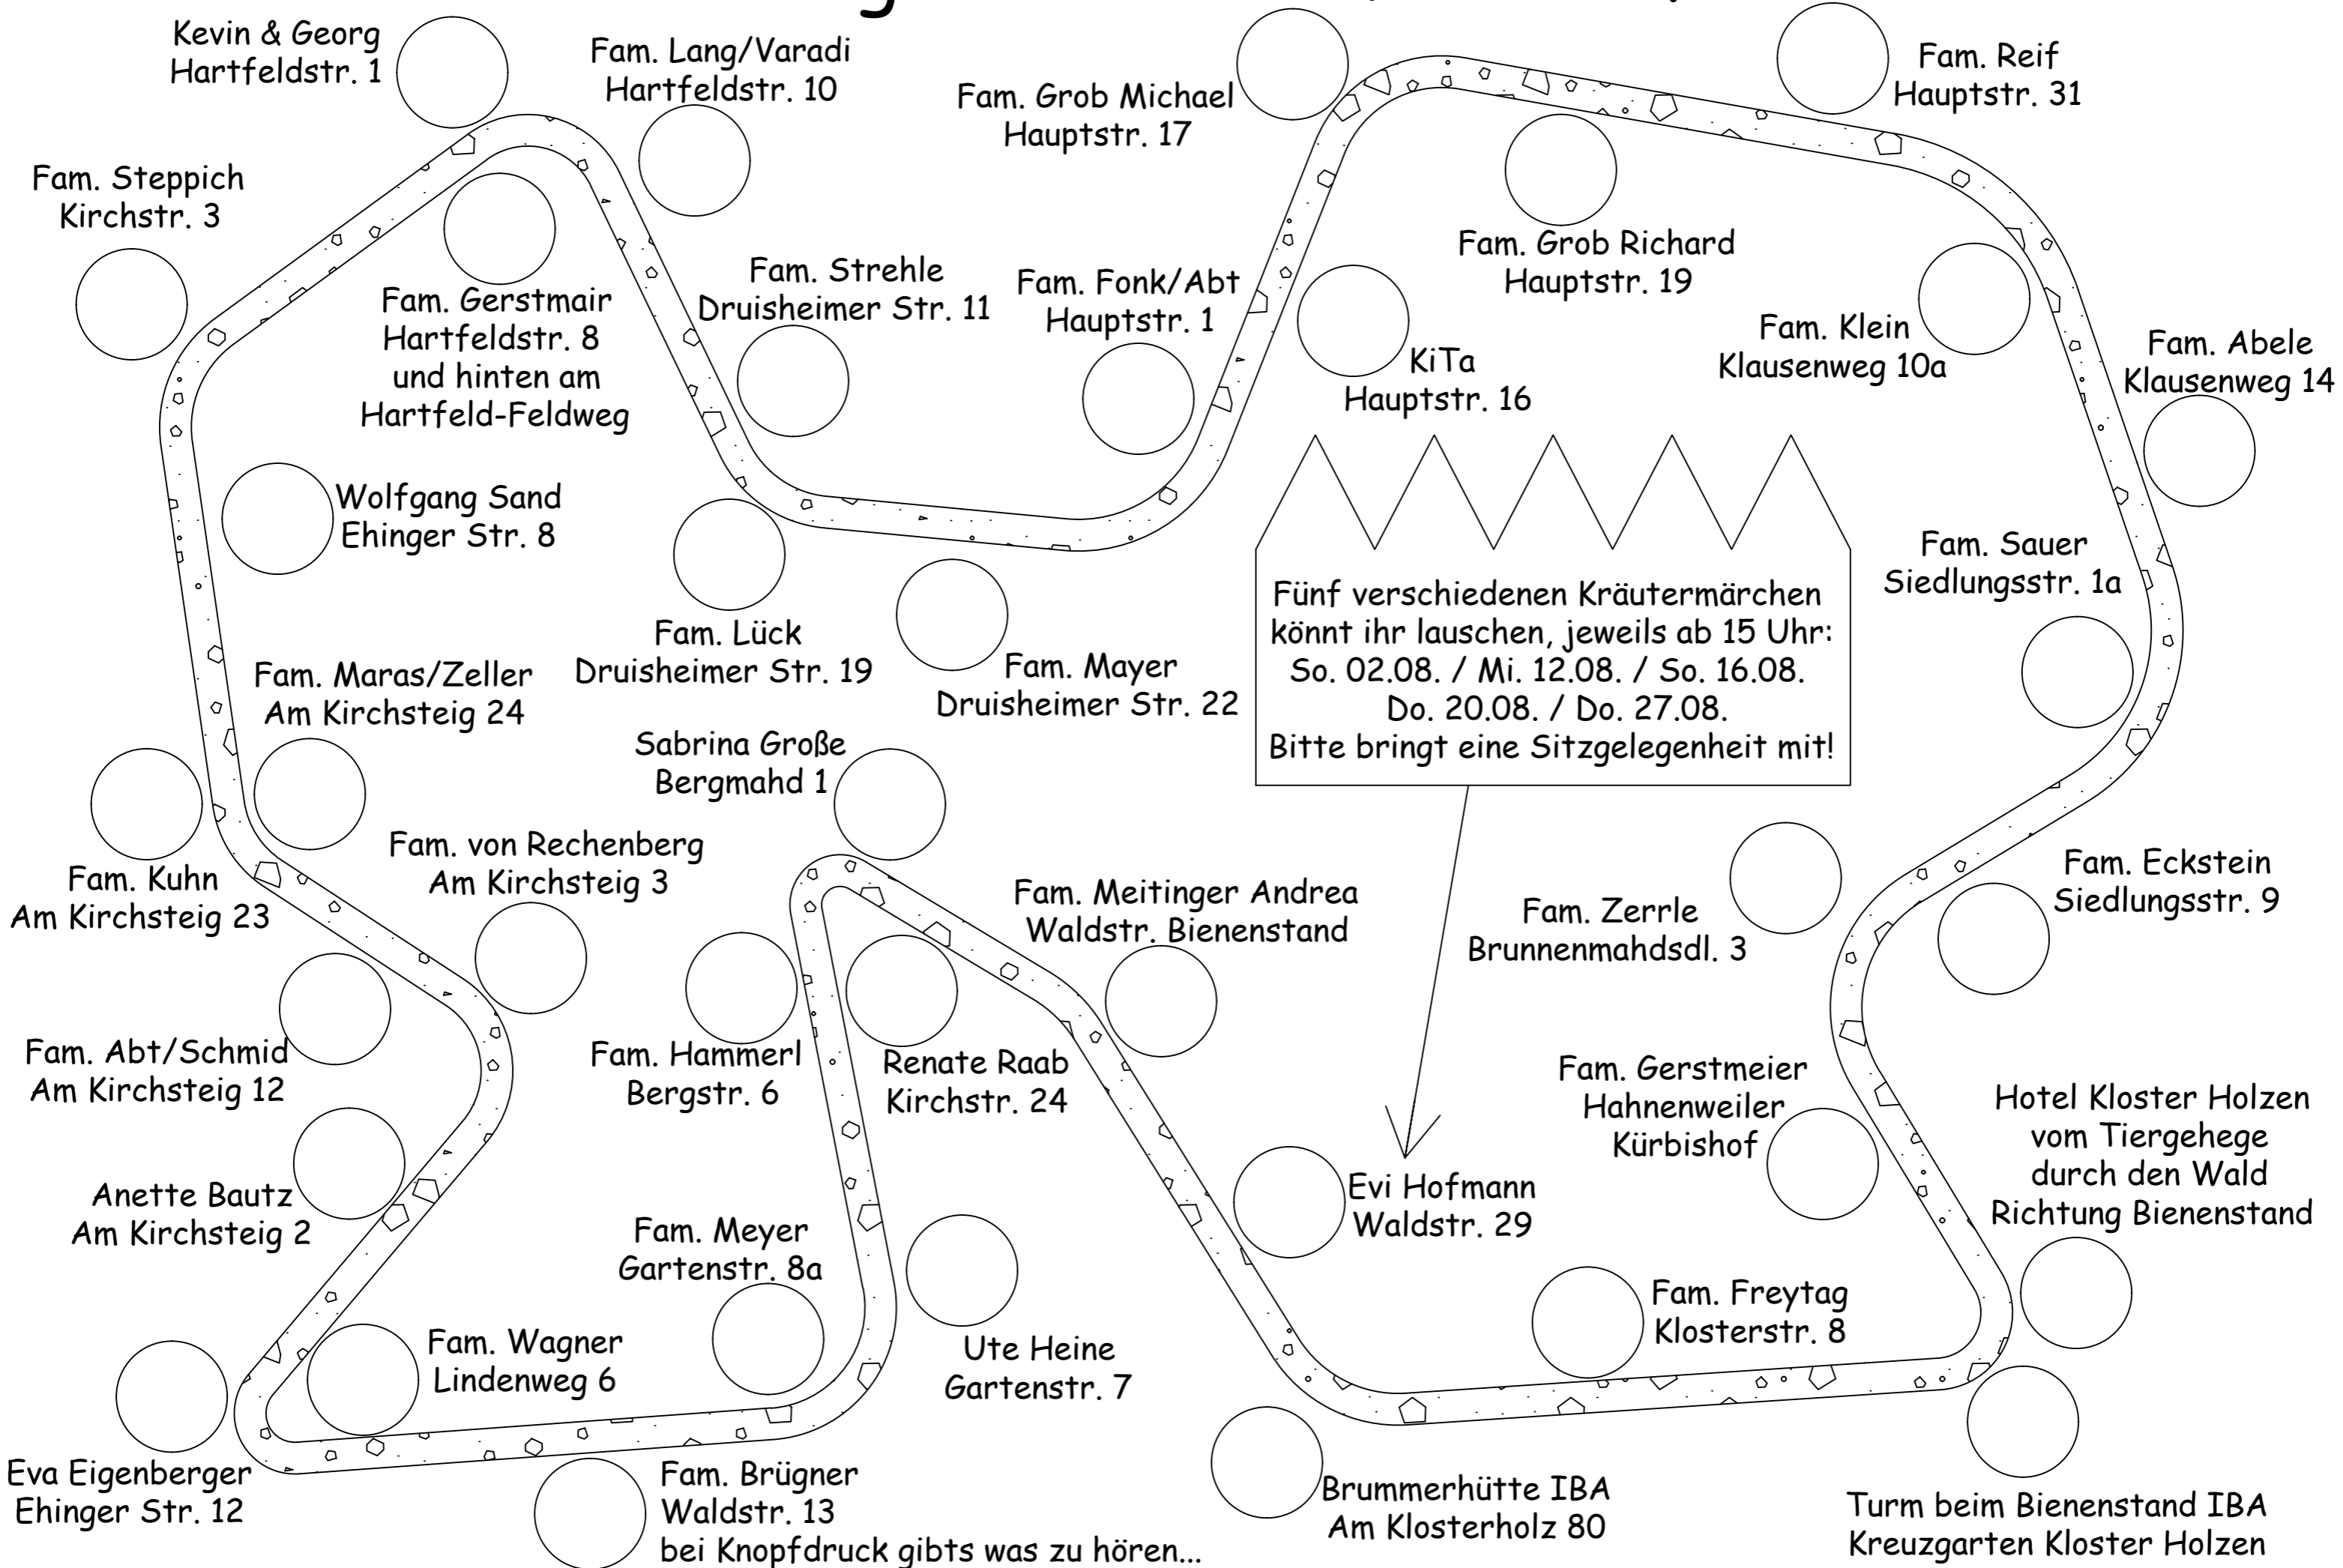 Kevin & Georg
Hartfeldstr. 1
Fam. Lang/Varadi
Hartfeldstr. 10
Fam. Grob Michael
Hauptstr. 17
Fam. Reif
Hauptstr. 31
Fam. Steppich
Kirchstr. 3
Fam. Gerstmair
Hartfeldstr. 8
und hinten am
Hartfeld-Feldweg
Fam. Strehle
Druisheimer Str. 11
Fam. Fonk/Abt
Hauptstr. 1
Fam. Grob Richard
Hauptstr. 19
KiTa
Hauptstr. 16
Fam. Klein
Klausenweg 10a
Fam. Abele
Klausenweg 14
Wolfgang Sand
Ehinger Str. 8
Fam. Lück
Druisheimer Str. 19
Fam. Mayer
Druisheimer Str. 22
Fünf verschiedenen Kräutermärchen
könnt ihr lauschen, jeweils ab 15 Uhr:
So. 02.08. / Mi. 12.08. / So. 16.08.
Do. 20.08. / Do. 27.08.
Bitte bringt eine Sitzgelegenheit mit!
Fam. Sauer
Siedlungsstr. 1a
Fam. Maras/Zeller
Am Kirchsteig 24
Sabrina Große
Bergmahd 1
Fam. Kuhn
Am Kirchsteig 23
Fam. von Rechenberg
Am Kirchsteig 3
Fam. Meitinger Andrea
Waldstr. Bienenstand
Fam. Zerrle
Brunnenmahdsdl. 3
Fam. Eckstein
Siedlungsstr. 9
Fam. Abt/Schmid
Am Kirchsteig 12
Fam. Hammerl
Bergstr. 6
Renate Raab
Kirchstr. 24
Fam. Gerstmeier
Hahnenweiler
Kürbishof
Hotel Kloster Holzen
vom Tiergehege
durch den Wald
Richtung Bienenstand
Anette Bautz
Am Kirchsteig 2
Fam. Meyer
Gartenstr. 8a
Evi Hofmann
Waldstr. 29
Fam. Wagner
Lindenweg 6
Ute Heine
Gartenstr. 7
Fam. Freytag
Klosterstr. 8
Eva Eigenberger
Ehinger Str. 12
Fam. Brügner
Waldstr. 13
bei Knopfdruck gibts was zu hören...
Brummerhütte IBA
Am Klosterholz 80
Turm beim Bienenstand IBA
Kreuzgarten Kloster Holzen